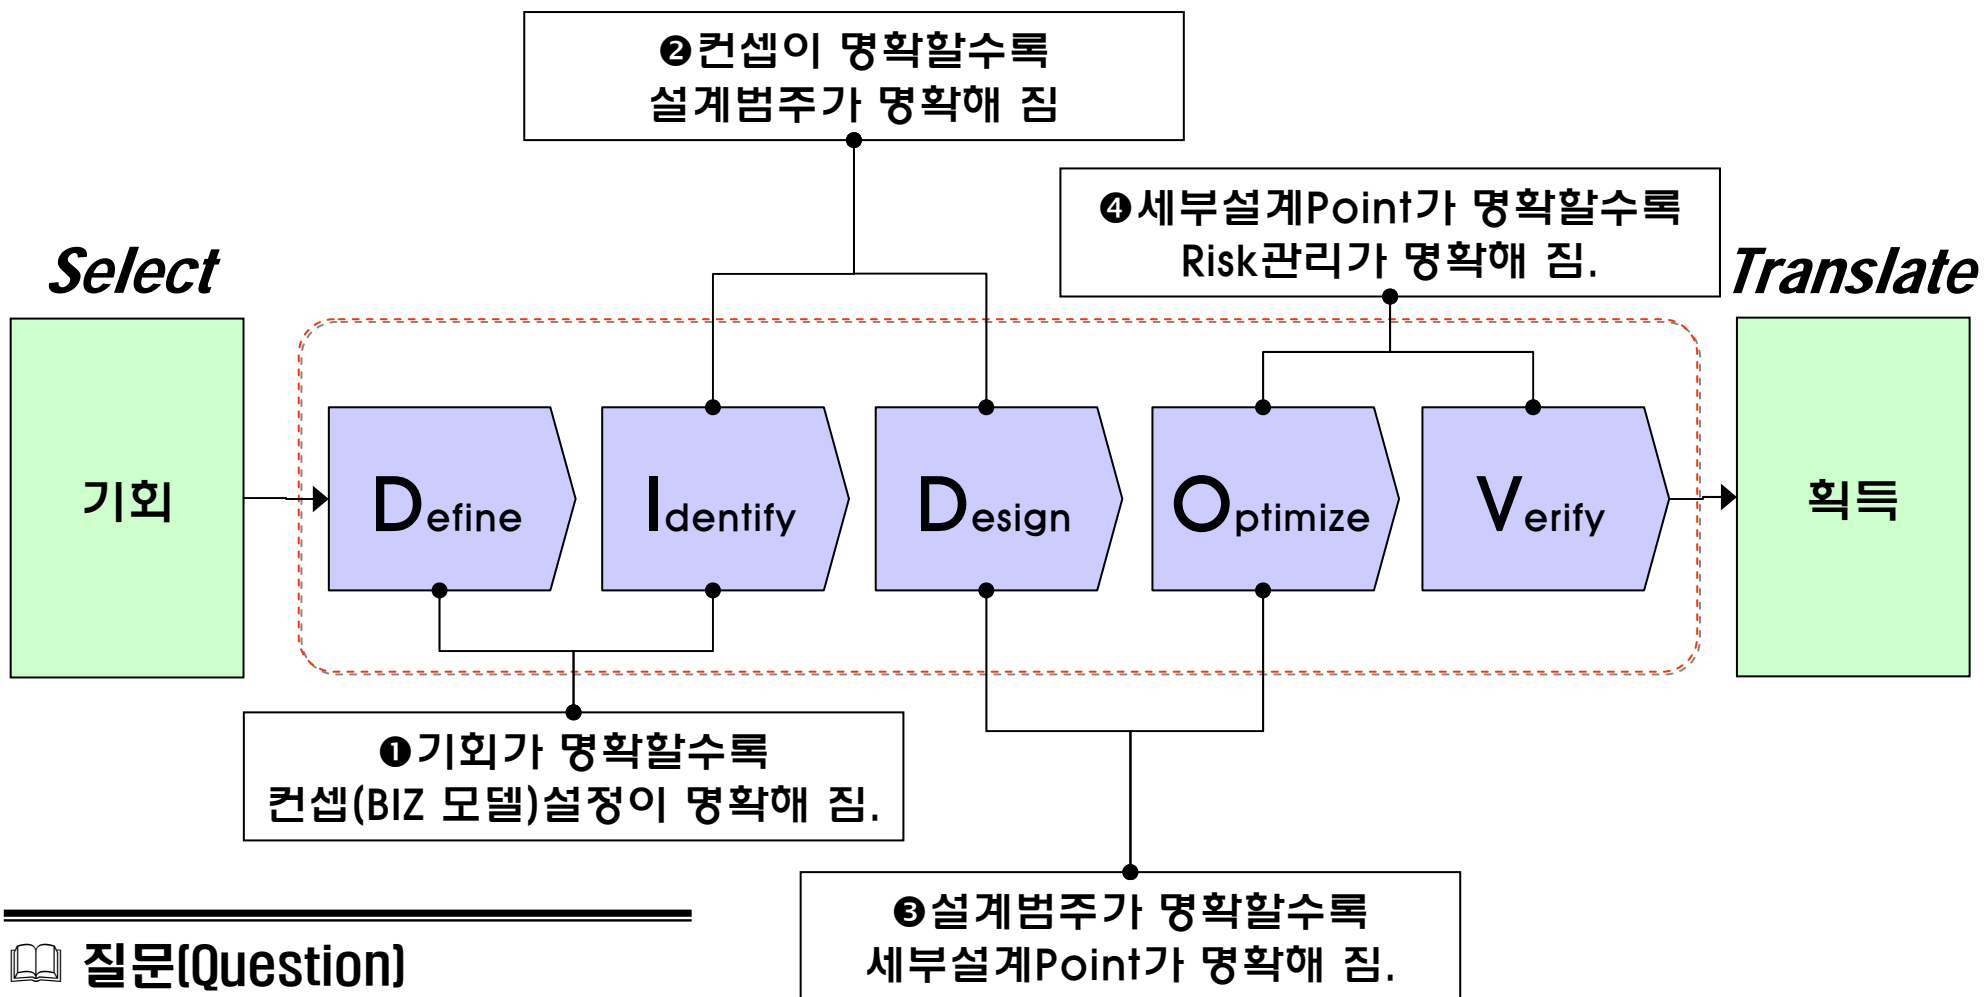 ❷컨셉이 명확할수록
설계범주가 명확해 짐
❹세부설계Point가 명확할수록
Risk관리가 명확해 짐.
Select
Translate
기회
Define
Identify
Design
Optimize
Verify
획득
❶기회가 명확할수록
컨셉(BIZ 모델)설정이 명확해 짐.
❸설계범주가 명확할수록
세부설계Point가 명확해 짐.
질문(Question)